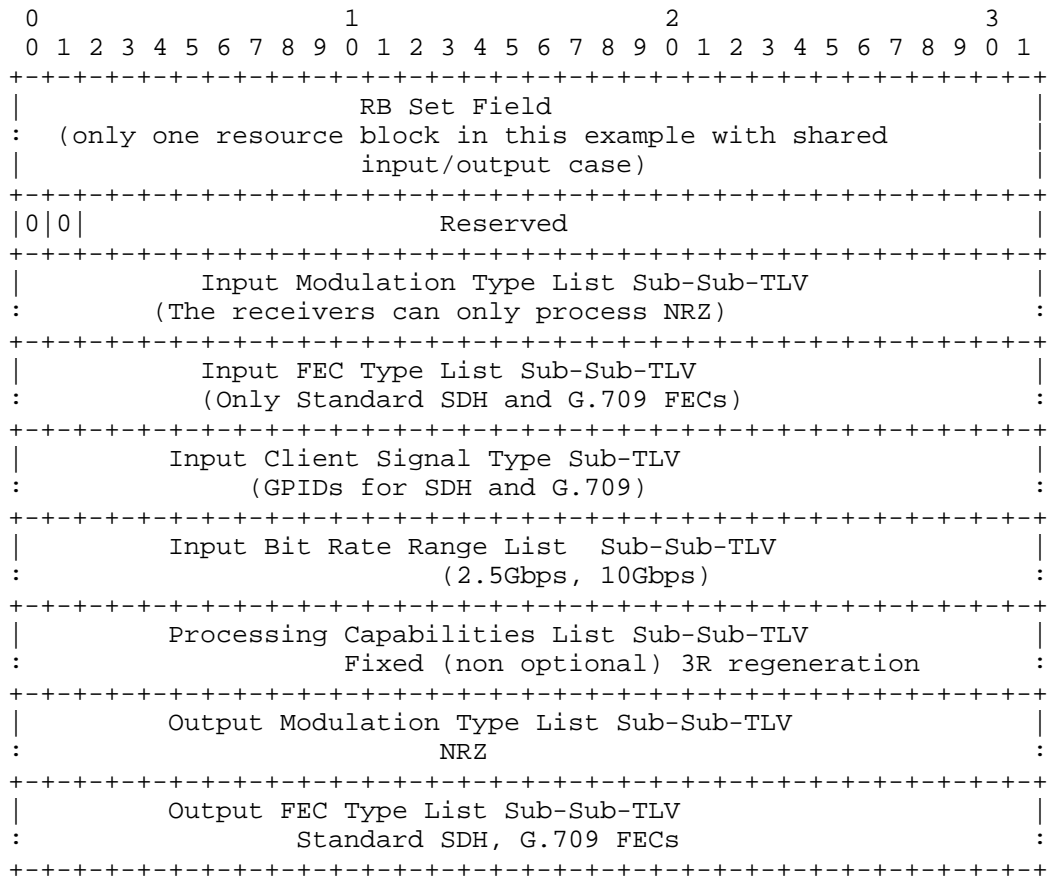 0                   1                   2                   3
 0 1 2 3 4 5 6 7 8 9 0 1 2 3 4 5 6 7 8 9 0 1 2 3 4 5 6 7 8 9 0 1
+-+-+-+-+-+-+-+-+-+-+-+-+-+-+-+-+-+-+-+-+-+-+-+-+-+-+-+-+-+-+-+-+
|                     RB Set Field                              |
:  (only one resource block in this example with shared         |
|                     input/output case)                        |
+-+-+-+-+-+-+-+-+-+-+-+-+-+-+-+-+-+-+-+-+-+-+-+-+-+-+-+-+-+-+-+-+
|0|0|                      Reserved                             |
+-+-+-+-+-+-+-+-+-+-+-+-+-+-+-+-+-+-+-+-+-+-+-+-+-+-+-+-+-+-+-+-+
|           Input Modulation Type List Sub-Sub-TLV              |
:        (The receivers can only process NRZ)                   :
+-+-+-+-+-+-+-+-+-+-+-+-+-+-+-+-+-+-+-+-+-+-+-+-+-+-+-+-+-+-+-+-+
|           Input FEC Type List Sub-Sub-TLV                     |
:           (Only Standard SDH and G.709 FECs)                  :
+-+-+-+-+-+-+-+-+-+-+-+-+-+-+-+-+-+-+-+-+-+-+-+-+-+-+-+-+-+-+-+-+
|         Input Client Signal Type Sub-TLV                      |
:              (GPIDs for SDH and G.709)                        :
+-+-+-+-+-+-+-+-+-+-+-+-+-+-+-+-+-+-+-+-+-+-+-+-+-+-+-+-+-+-+-+-+
|         Input Bit Rate Range List  Sub-Sub-TLV                |
:                          (2.5Gbps, 10Gbps)                    :
+-+-+-+-+-+-+-+-+-+-+-+-+-+-+-+-+-+-+-+-+-+-+-+-+-+-+-+-+-+-+-+-+
|         Processing Capabilities List Sub-Sub-TLV              |
:                    Fixed (non optional) 3R regeneration       :
+-+-+-+-+-+-+-+-+-+-+-+-+-+-+-+-+-+-+-+-+-+-+-+-+-+-+-+-+-+-+-+-+
|         Output Modulation Type List Sub-Sub-TLV               |
:                          NRZ                                  :
+-+-+-+-+-+-+-+-+-+-+-+-+-+-+-+-+-+-+-+-+-+-+-+-+-+-+-+-+-+-+-+-+
|         Output FEC Type List Sub-Sub-TLV                      |
:                 Standard SDH, G.709 FECs                      :
+-+-+-+-+-+-+-+-+-+-+-+-+-+-+-+-+-+-+-+-+-+-+-+-+-+-+-+-+-+-+-+-+